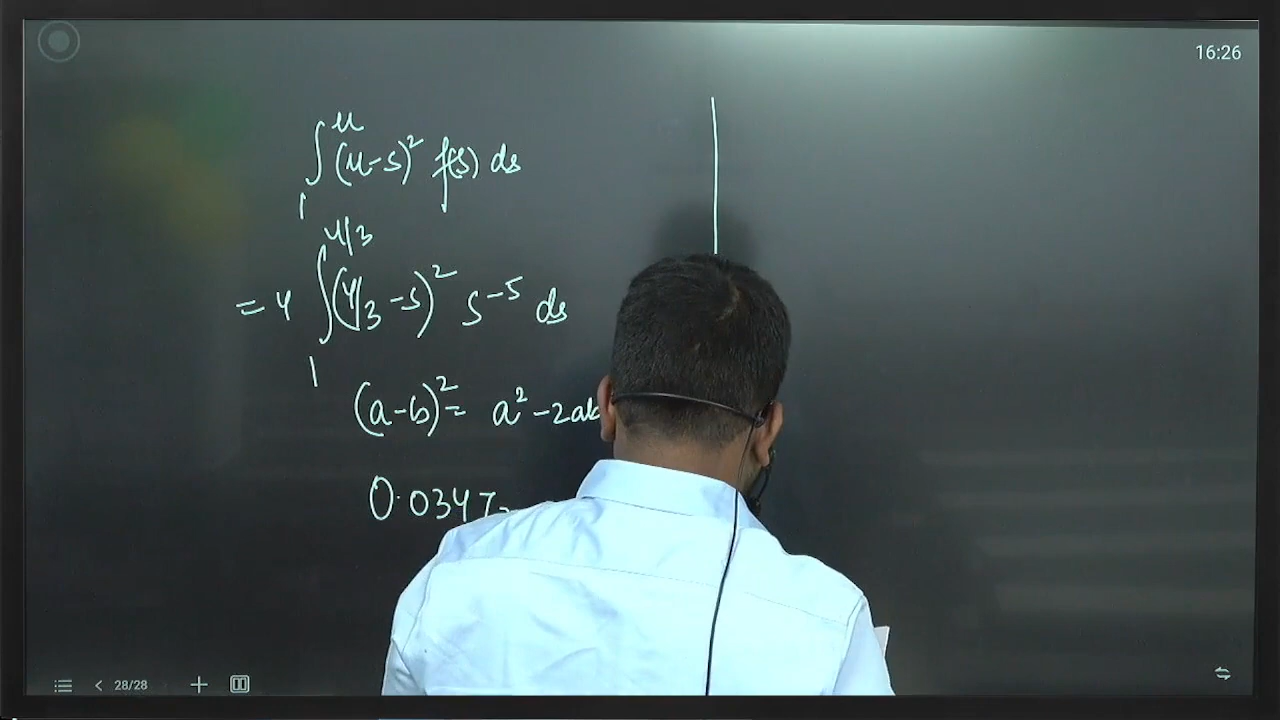 16:26
∫₁^μ (μ-s)² f(s) ds
= 4 ∫₁^(4/3) (4/3 - s)² s⁻⁵ ds
(a-b)² = a² - 2ab
0.0347
28/28